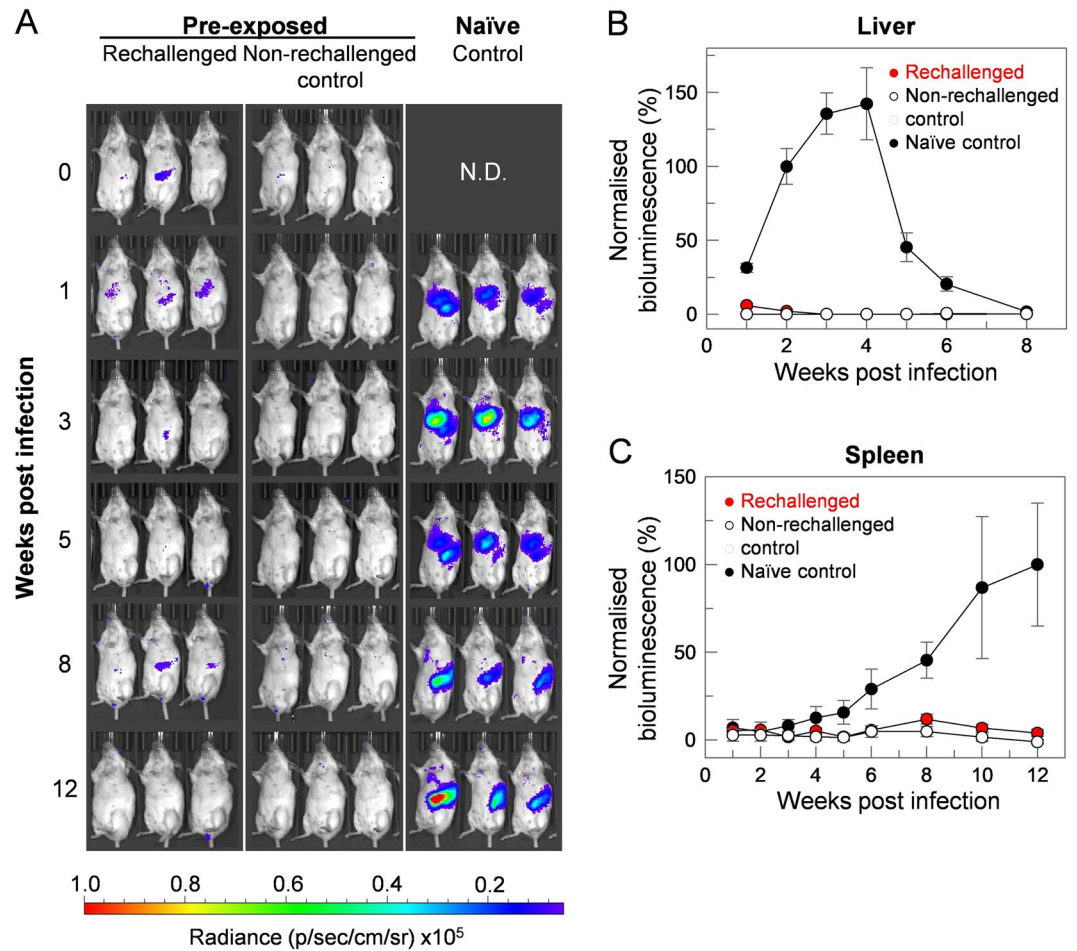 A
Pre-exposed Naïve
Rechallenged Non-rechallenged Control
control
Weeks post infection
0
N.D.
1
3
5
8
12
1.0 0.8 0.6 0.4 0.2
Radiance (p/sec/cm/sr) x10⁵
B
Liver
Normalised
bioluminescence (%)
150
100
50
0
Rechallenged
Non-rechallenged
control
Naïve control
0 2 4 6 8
Weeks post infection
C
Spleen
Normalised
bioluminescence (%)
150
100
50
0
Rechallenged
Non-rechallenged
control
Naïve control
0 1 2 3 4 5 6 8 10 12
Weeks post infection